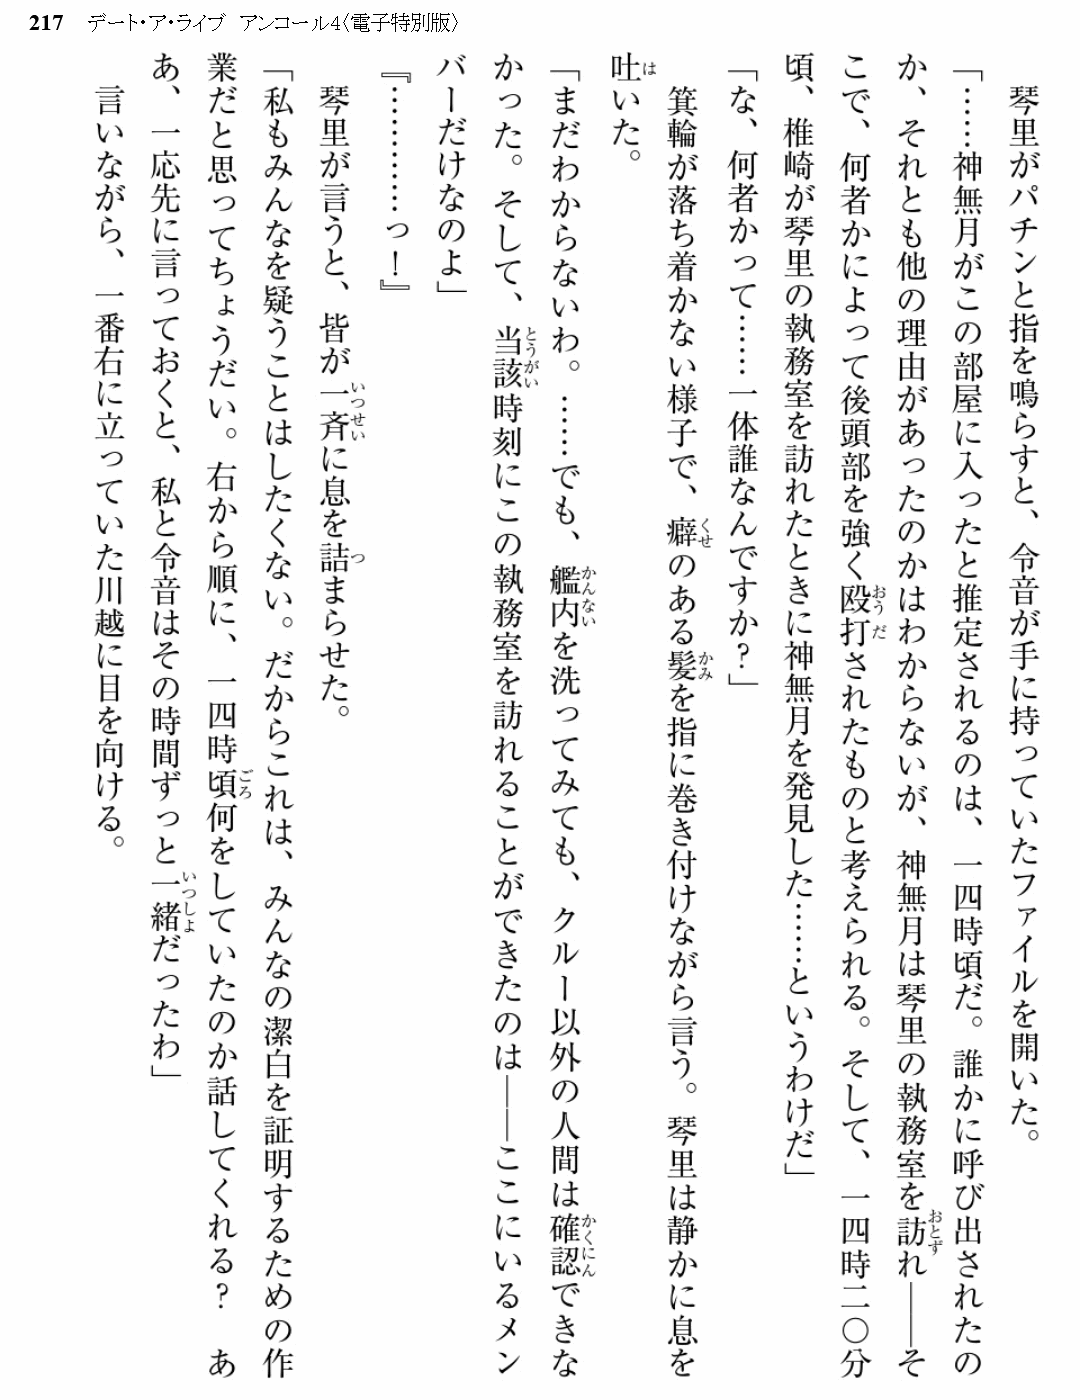 217 デート・ア・ライブ アンコール4〈電子特別版〉
　琴里がパチンと指を鳴らすと、令音が手に持っていたファイルを開いた。
「……神無月がこの部屋に入ったと推定されるのは、一四時頃だ。誰かに呼び出されたの
か、それとも他の理由があったのかはわからないが、神無月は琴里の執務室を訪れ――そ
こで、何者かによって後頭部を強く殴打されたものと考えられる。そして、一四時二〇分
頃、椎崎が琴里の執務室を訪れたときに神無月を発見した……というわけだ」
「な、何者かって……一体誰なんですか？」
　箕輪が落ち着かない様子で、癖のある髪を指に巻き付けながら言う。琴里は静かに息を
吐いた。
「まだわからないわ。……でも、艦内を洗ってみても、クルー以外の人間は確認できな
かった。そして、当該時刻にこの執務室を訪れることができたのは――ここにいるメン
バーだけなのよ」
『…………っ！』
　琴里が言うと、皆が一斉に息を詰まらせた。
「私もみんなを疑うことはしたくない。だからこれは、みんなの潔白を証明するための作
業だと思ってちょうだい。右から順に、一四時頃何をしていたのか話してくれる？　あ
あ、一応先に言っておくと、私と令音はその時間ずっと一緒だったわ」
　言いながら、一番右に立っていた川越に目を向ける。